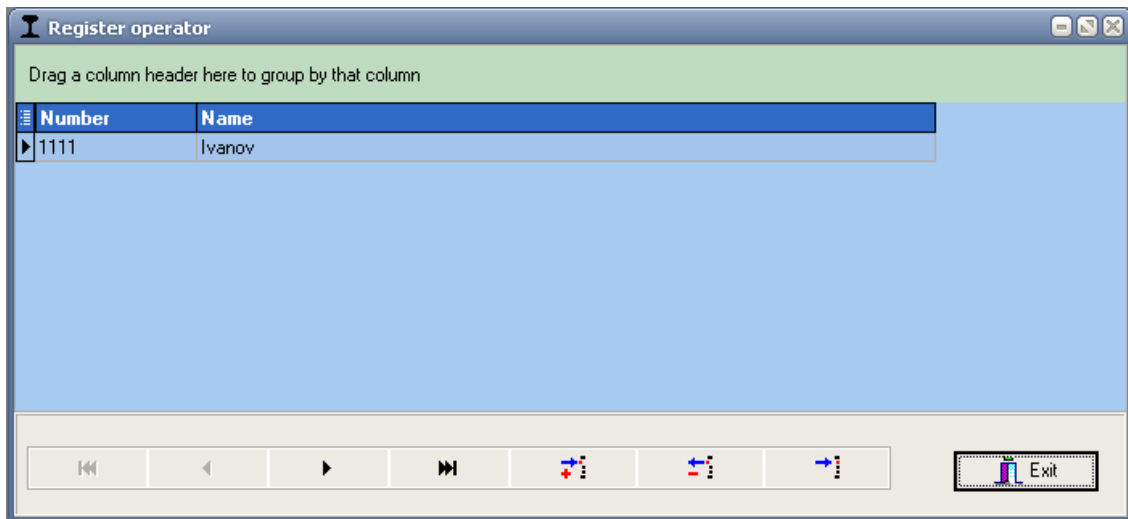 Register operator
Drag a column header here to group by that column
Number Name
1111 Ivanov
Exit